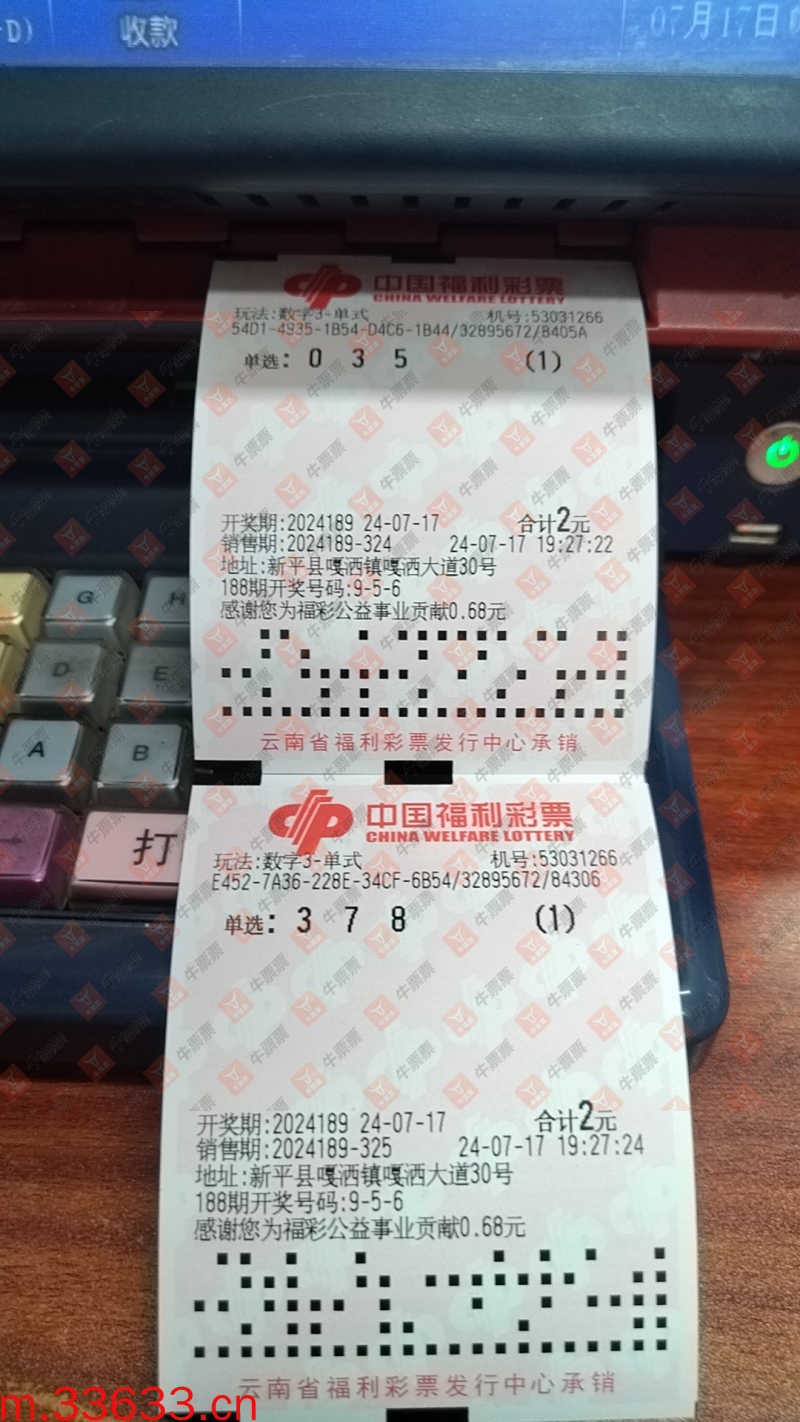 收款
07月17日
中国福利彩票
CHINA WELFARE LOTTERY
玩法:数字3-单式 机号:53031266
54D1-4935-1B54-D4C6-1B44/32895672/8405A
单选: 0 3 5 (1)
开奖期:2024189 24-07-17 合计2元
销售期:2024189-324 24-07-17 19:27:22
地址:新平县嘎洒镇嘎洒大道30号
188期开奖号码:9-5-6
感谢您为福彩公益事业贡献0.68元
云南省福利彩票发行中心承销
G
H
D
E
A
B
打
中国福利彩票
CHINA WELFARE LOTTERY
玩法:数字3-单式 机号:53031266
E452-7A36-228E-34CF-6B54/32895672/84306
单选: 3 7 8 (1)
开奖期:2024189 24-07-17 合计2元
销售期:2024189-325 24-07-17 19:27:24
地址:新平县嘎洒镇嘎洒大道30号
188期开奖号码:9-5-6
感谢您为福彩公益事业贡献0.68元
云南省福利彩票发行中心承销
牛票票
m.33633.cn